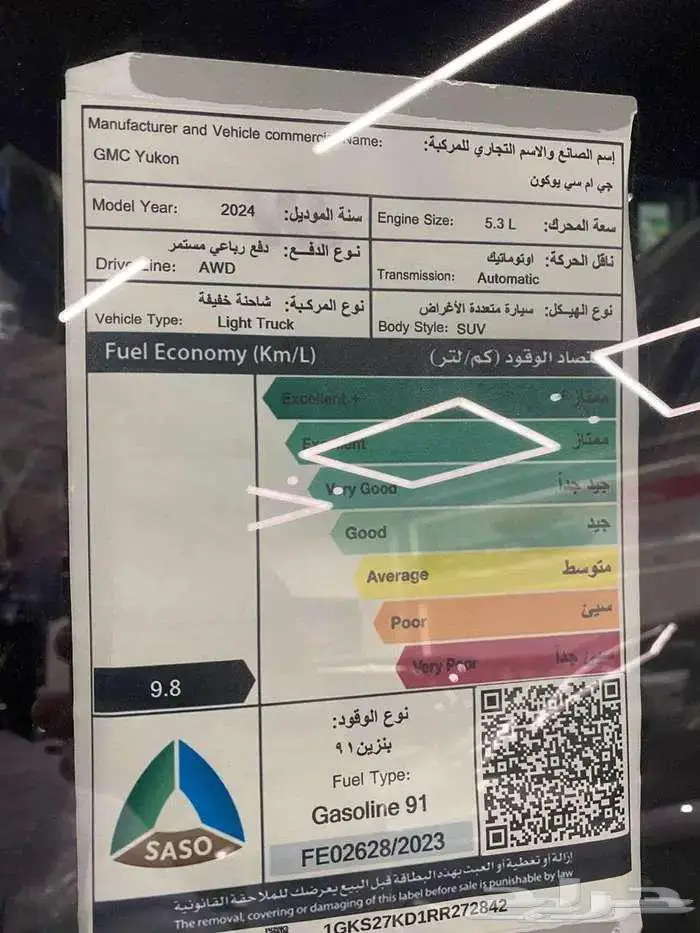 Manufacturer and Vehicle commercial Name:
إسم الصانع والاسم التجاري للمركبة:
GMC Yukon
جي ام سي يوكون
Model Year: 2024 سنة الموديل:
Engine Size: 5.3 L سعة المحرك:
نوع الدفع: دفع رباعي مستمر
Drive Line: AWD
ناقل الحركة: اوتوماتيك
Transmission: Automatic
نوع المركبة: شاحنة خفيفة
Vehicle Type: Light Truck
نوع الهيكل: سيارة متعددة الأغراض
Body Style: SUV
Fuel Economy (Km/L) اقتصاد الوقود (كم/لتر)
Excellent + ممتاز +
Excellent ممتاز
Very Good جيد جداً
Good جيد
Average متوسط
Poor سيئ
Very Poor سيئ جداً
9.8
نوع الوقود:
بنزين ٩١
Fuel Type:
Gasoline 91
FE02628/2023
SASO
إزالة أو تغطية أو العبث بهذه البطاقة قبل البيع يعرضك للملاحقة القانونية
The removal, covering or damaging of this label before sale is punishable by law
1GKS27KD1RR272842
حراج